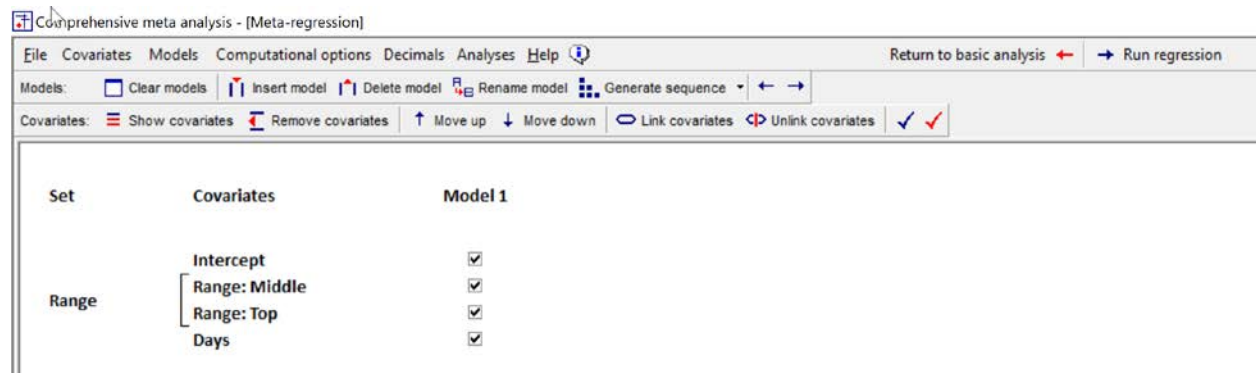 Comprehensive meta analysis - [Meta-regression]
File Covariates Models Computational options Decimals Analyses Help Return to basic analysis Run regression
Models: Clear models Insert model Delete model Rename model Generate sequence
Covariates: Show covariates Remove covariates Move up Move down Link covariates Unlink covariates
Set Covariates Model 1
Intercept
Range: Middle
Range
Range: Top
Days